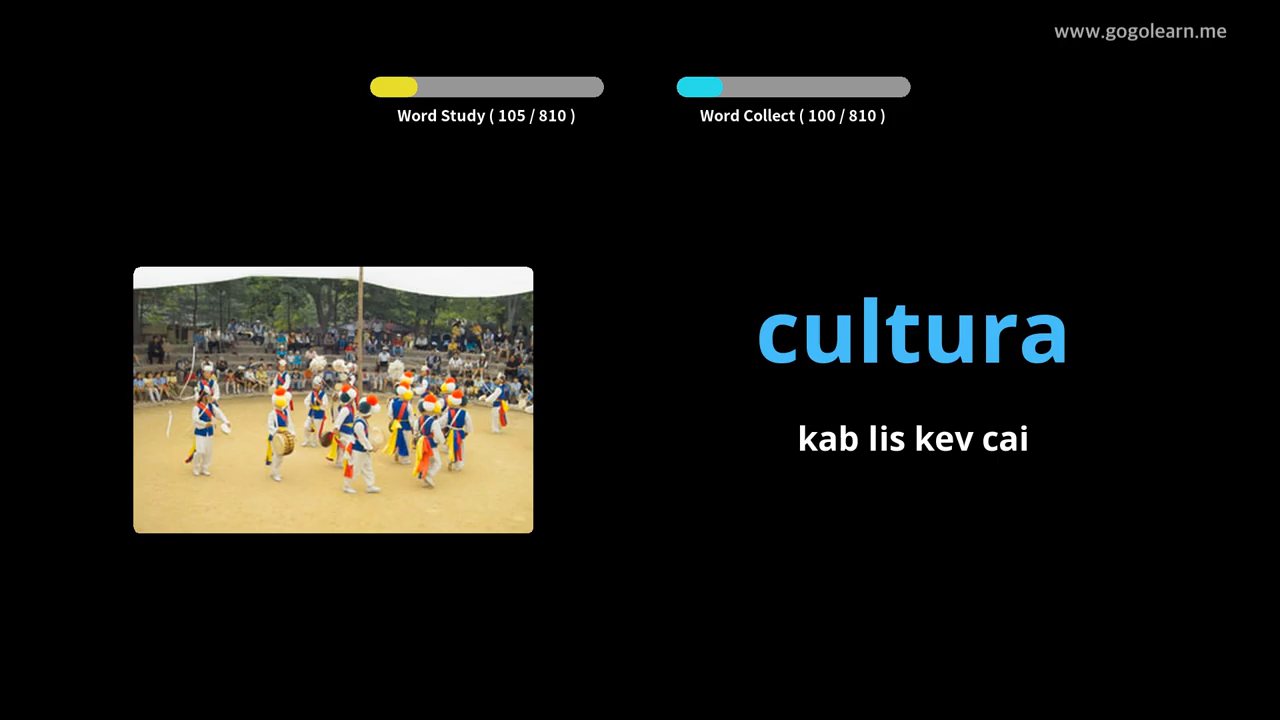 www.gogolearn.me
Word Study ( 105 / 810 )
Word Collect ( 100 / 810 )
cultura
kab lis kev cai